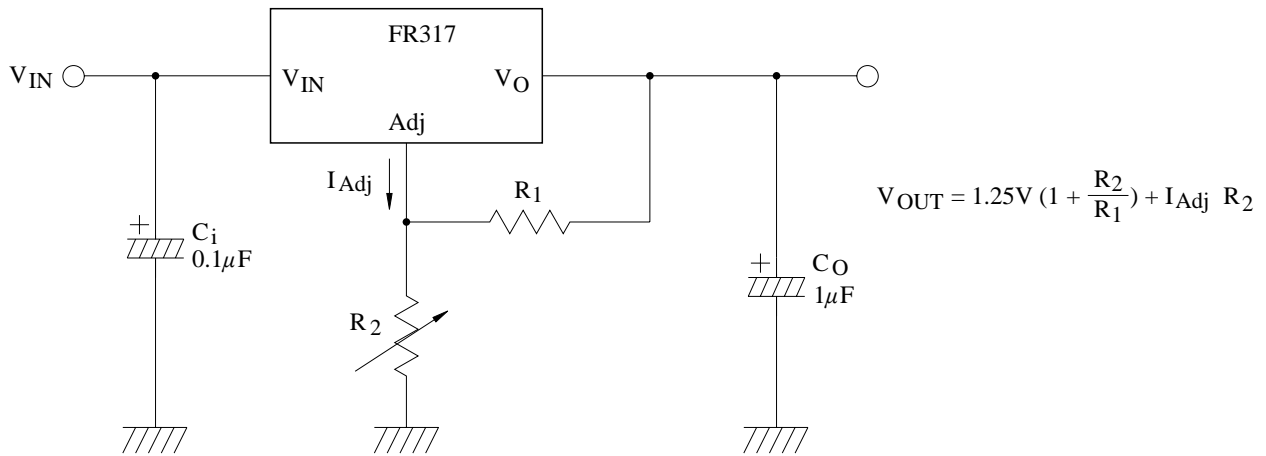 FR317
V_IN
V_IN
V_O
Adj
I_Adj
R_1
V_OUT = 1.25V (1 + R_2/R_1) + I_Adj R_2
+
C_i
0.1μF
+
C_O
1μF
R_2